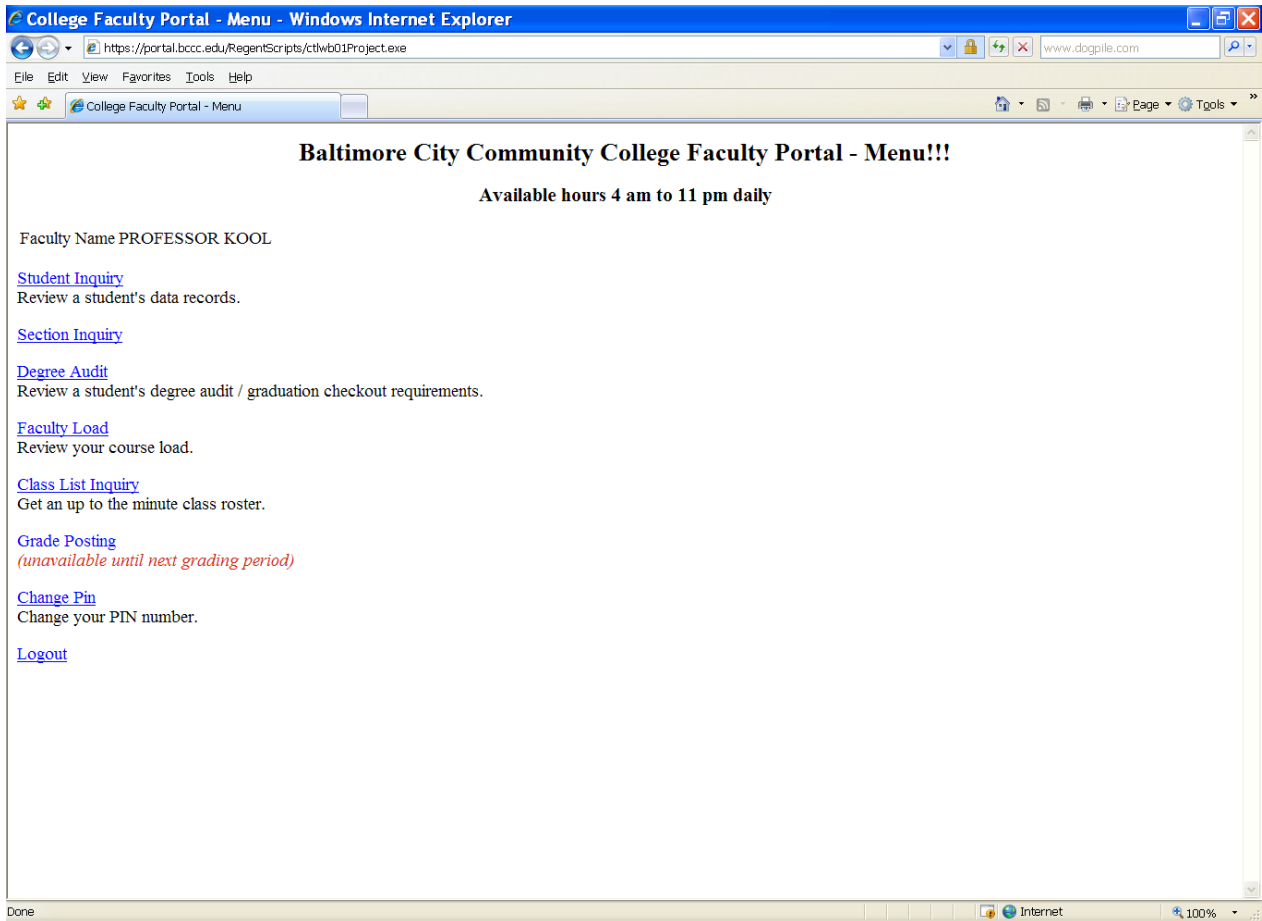 College Faculty Portal - Menu - Windows Internet Explorer
https://portal.bccc.edu/RegentScripts/ctlwb01Project.exe
www.dogpile.com
File Edit View Favorites Tools Help
College Faculty Portal - Menu
Page Tools »
Baltimore City Community College Faculty Portal - Menu!!!
Available hours 4 am to 11 pm daily
Faculty Name PROFESSOR KOOL
Student Inquiry
Review a student's data records.
Section Inquiry
Degree Audit
Review a student's degree audit / graduation checkout requirements.
Faculty Load
Review your course load.
Class List Inquiry
Get an up to the minute class roster.
Grade Posting
(unavailable until next grading period)
Change Pin
Change your PIN number.
Logout
Done
Internet
100%